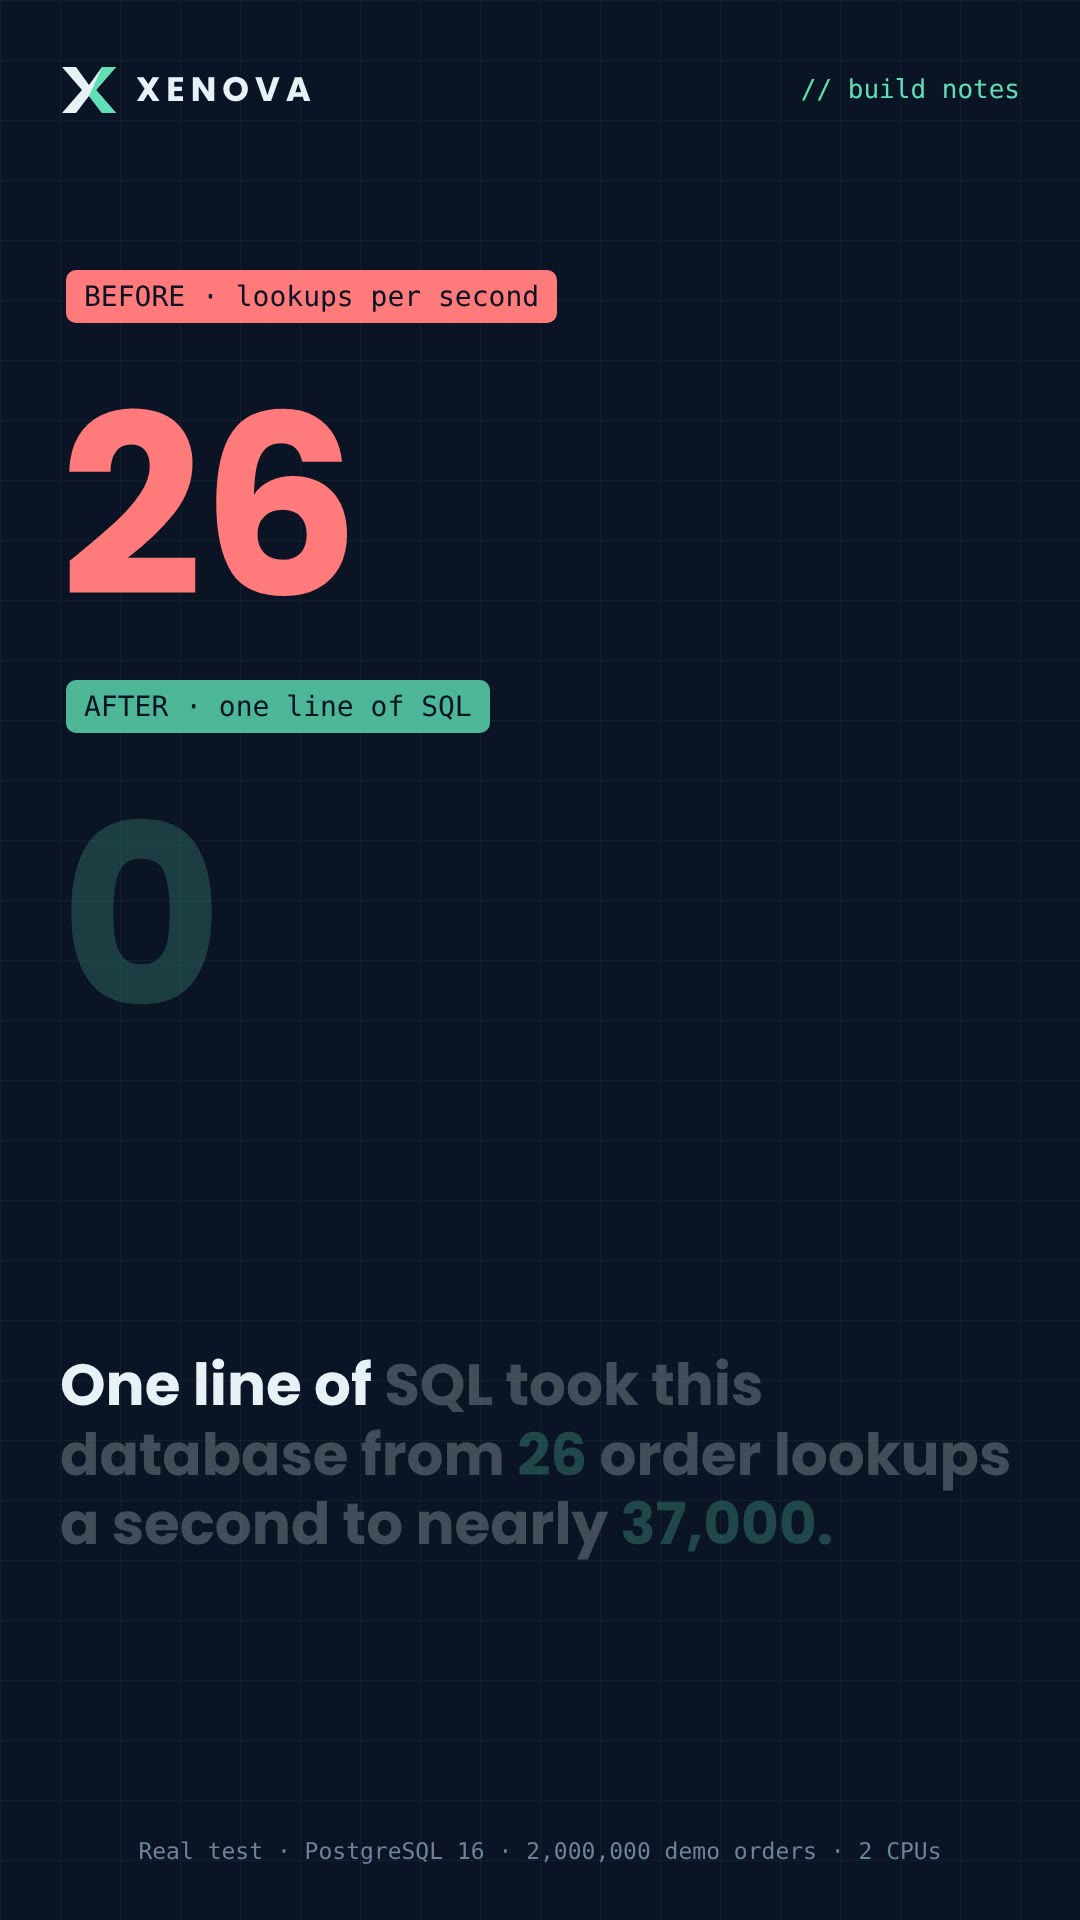 XENOVA
// build notes
BEFORE · lookups per second
26
AFTER · one line of SQL
0
One line of SQL took this
database from 26 order lookups
a second to nearly 37,000.
Real test · PostgreSQL 16 · 2,000,000 demo orders · 2 CPUs